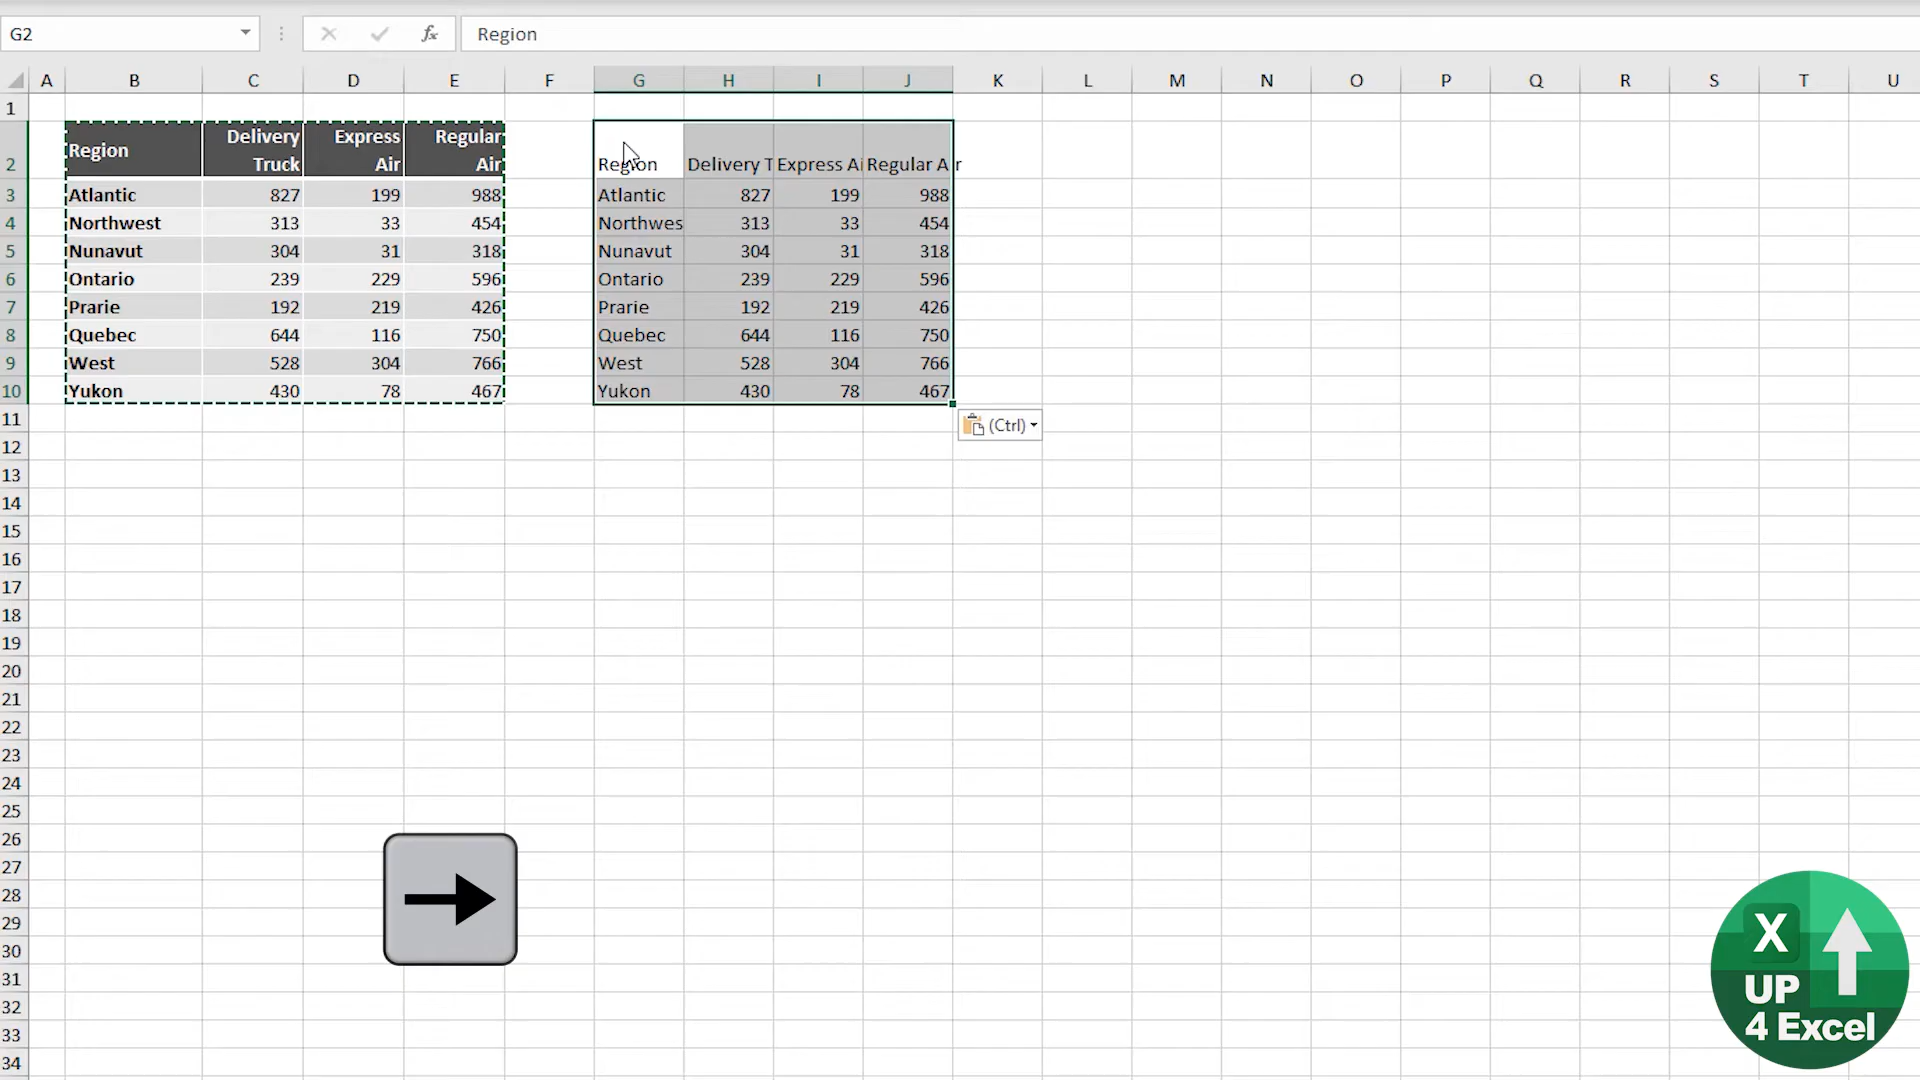 G2 fx Region
A B C D E F G H I J K L M N O P Q R S T U
1
Region Delivery Truck Express Air Regular Air
2 Region Delivery T Express Ai Regular Air
3 Atlantic 827 199 988 Atlantic 827 199 988
4 Northwest 313 33 454 Northwes 313 33 454
5 Nunavut 304 31 318 Nunavut 304 31 318
6 Ontario 239 229 596 Ontario 239 229 596
7 Prarie 192 219 426 Prarie 192 219 426
8 Quebec 644 116 750 Quebec 644 116 750
9 West 528 304 766 West 528 304 766
10 Yukon 430 78 467 Yukon 430 78 467
11 (Ctrl)
12
13
14
15
16
17
18
19
20
21
22
23
24
25
26
27
28
29
30
31
32
33
34
X
UP
4 Excel